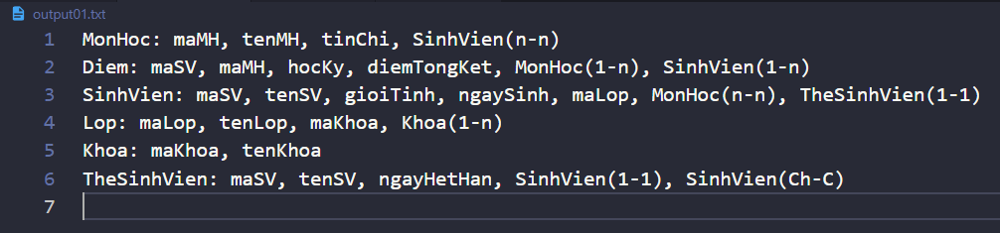 output01.txt
1 MonHoc: maMH, tenMH, tinChi, SinhVien(n-n)
2 Diem: maSV, maMH, hocKy, diemTongKet, MonHoc(1-n), SinhVien(1-n)
3 SinhVien: maSV, tenSV, gioiTinh, ngaySinh, maLop, MonHoc(n-n), TheSinhVien(1-1)
4 Lop: maLop, tenLop, maKhoa, Khoa(1-n)
5 Khoa: maKhoa, tenKhoa
6 TheSinhVien: maSV, tenSV, ngayHetHan, SinhVien(1-1), SinhVien(Ch-C)
7